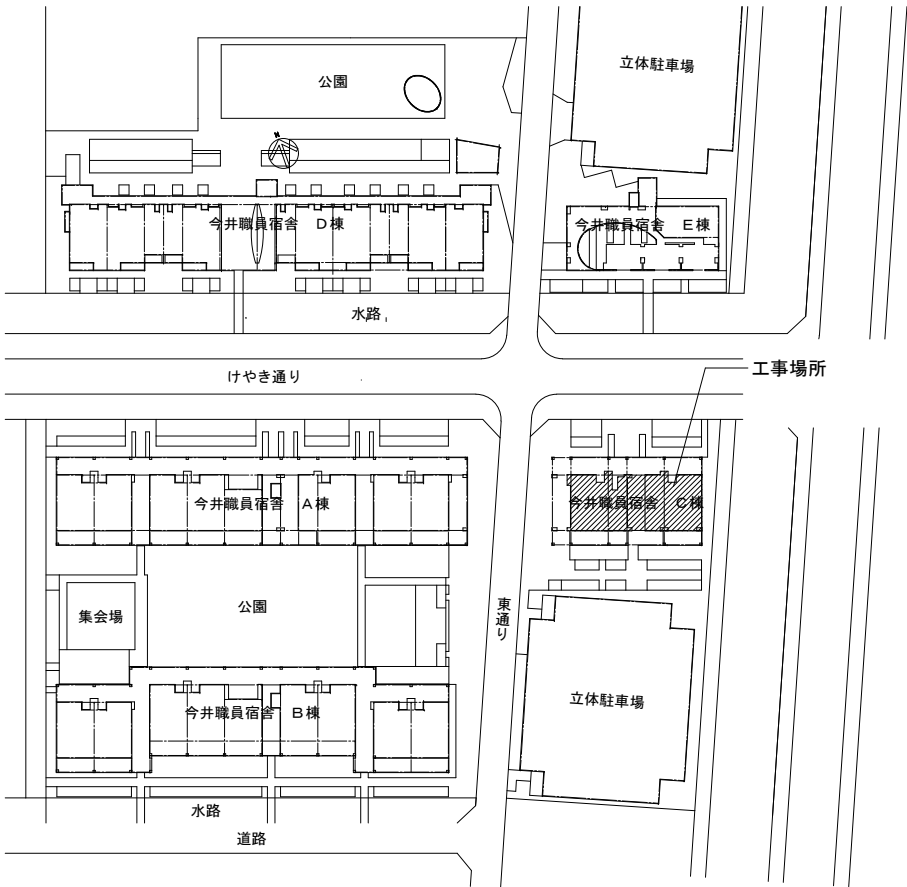 立体駐車場
公園
N
今井職員宿舎　D棟
今井職員宿舎　E棟
水路
けやき通り
工事場所
今井職員宿舎　A棟
今井職員宿舎　C棟
集会場
公園
東通り
今井職員宿舎　B棟
立体駐車場
水路
道路